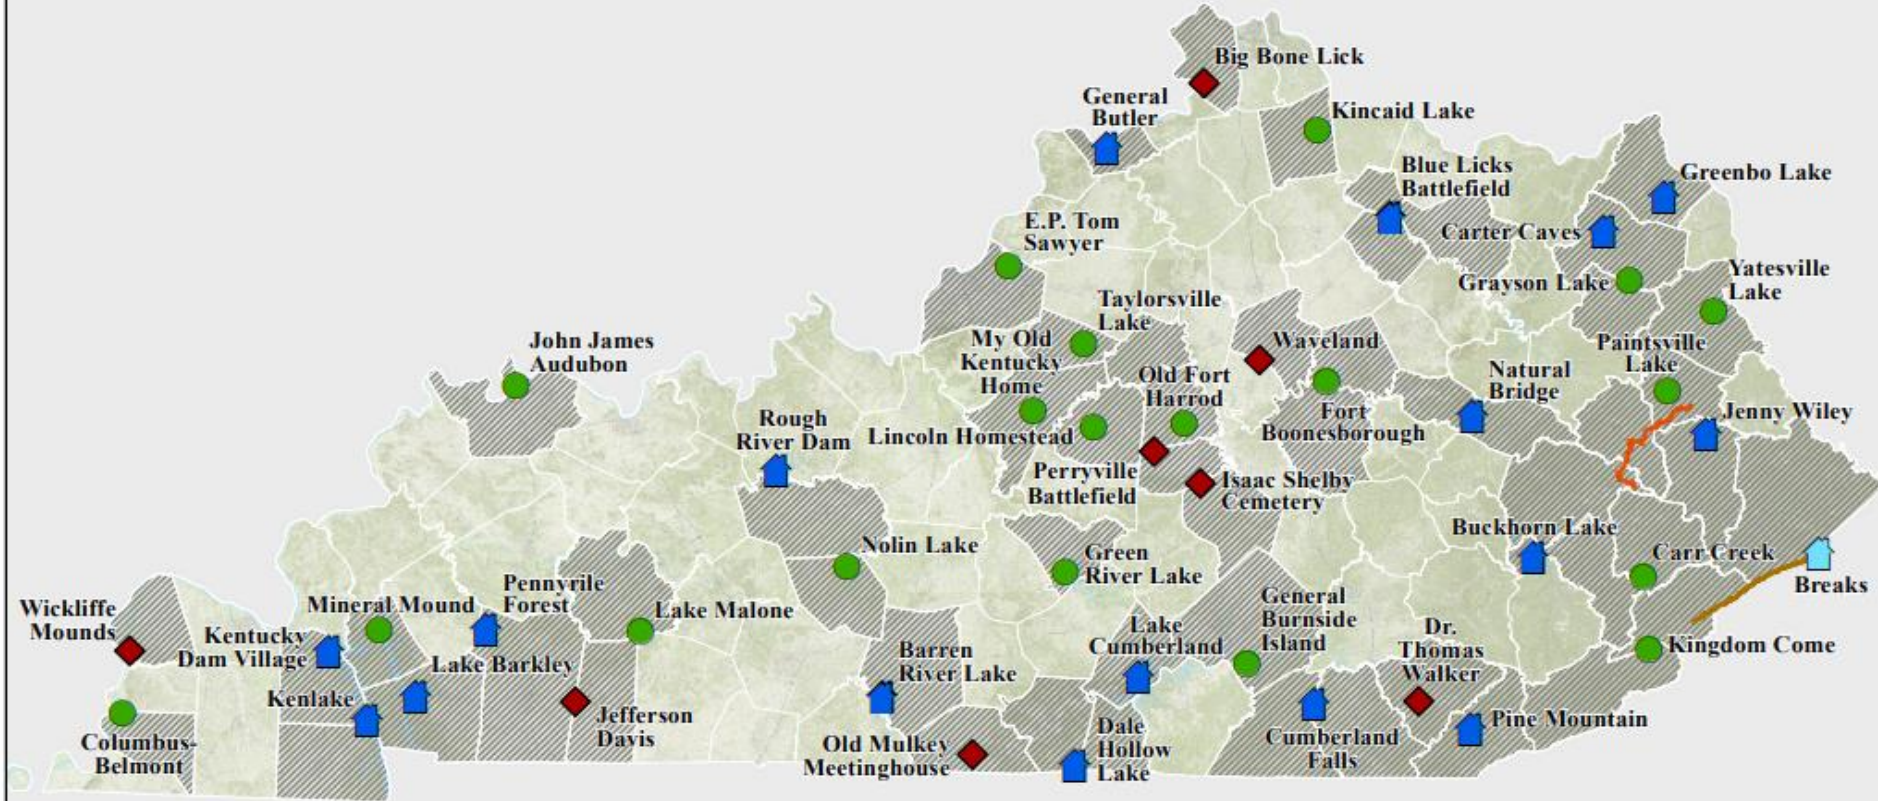 Big Bone Lick
General
Butler
Kincaid Lake
Blue Licks
Battlefield
Greenbo Lake
E.P. Tom
Sawyer
Carter Caves
Grayson Lake
Yatesville
Lake
Taylorsville
Lake
My Old
Kentucky
Home
Waveland
Paintsville
Lake
John James
Audubon
Old Fort
Harrod
Natural
Bridge
Jenny Wiley
Rough
River Dam
Lincoln Homestead
Fort
Boonesborough
Perryville
Battlefield
Isaac Shelby
Cemetery
Buckhorn Lake
Nolin Lake
Green
River Lake
Carr Creek
Breaks
Wickliffe
Mounds
Mineral Mound
Pennyrile
Forest
Lake Malone
General
Burnside
Island
Kentucky
Dam Village
Lake Barkley
Barren
River Lake
Lake
Cumberland
Dr.
Thomas
Walker
Kingdom Come
Kenlake
Jefferson
Davis
Pine Mountain
Columbus-
Belmont
Old Mulkey
Meetinghouse
Dale
Hollow
Lake
Cumberland
Falls